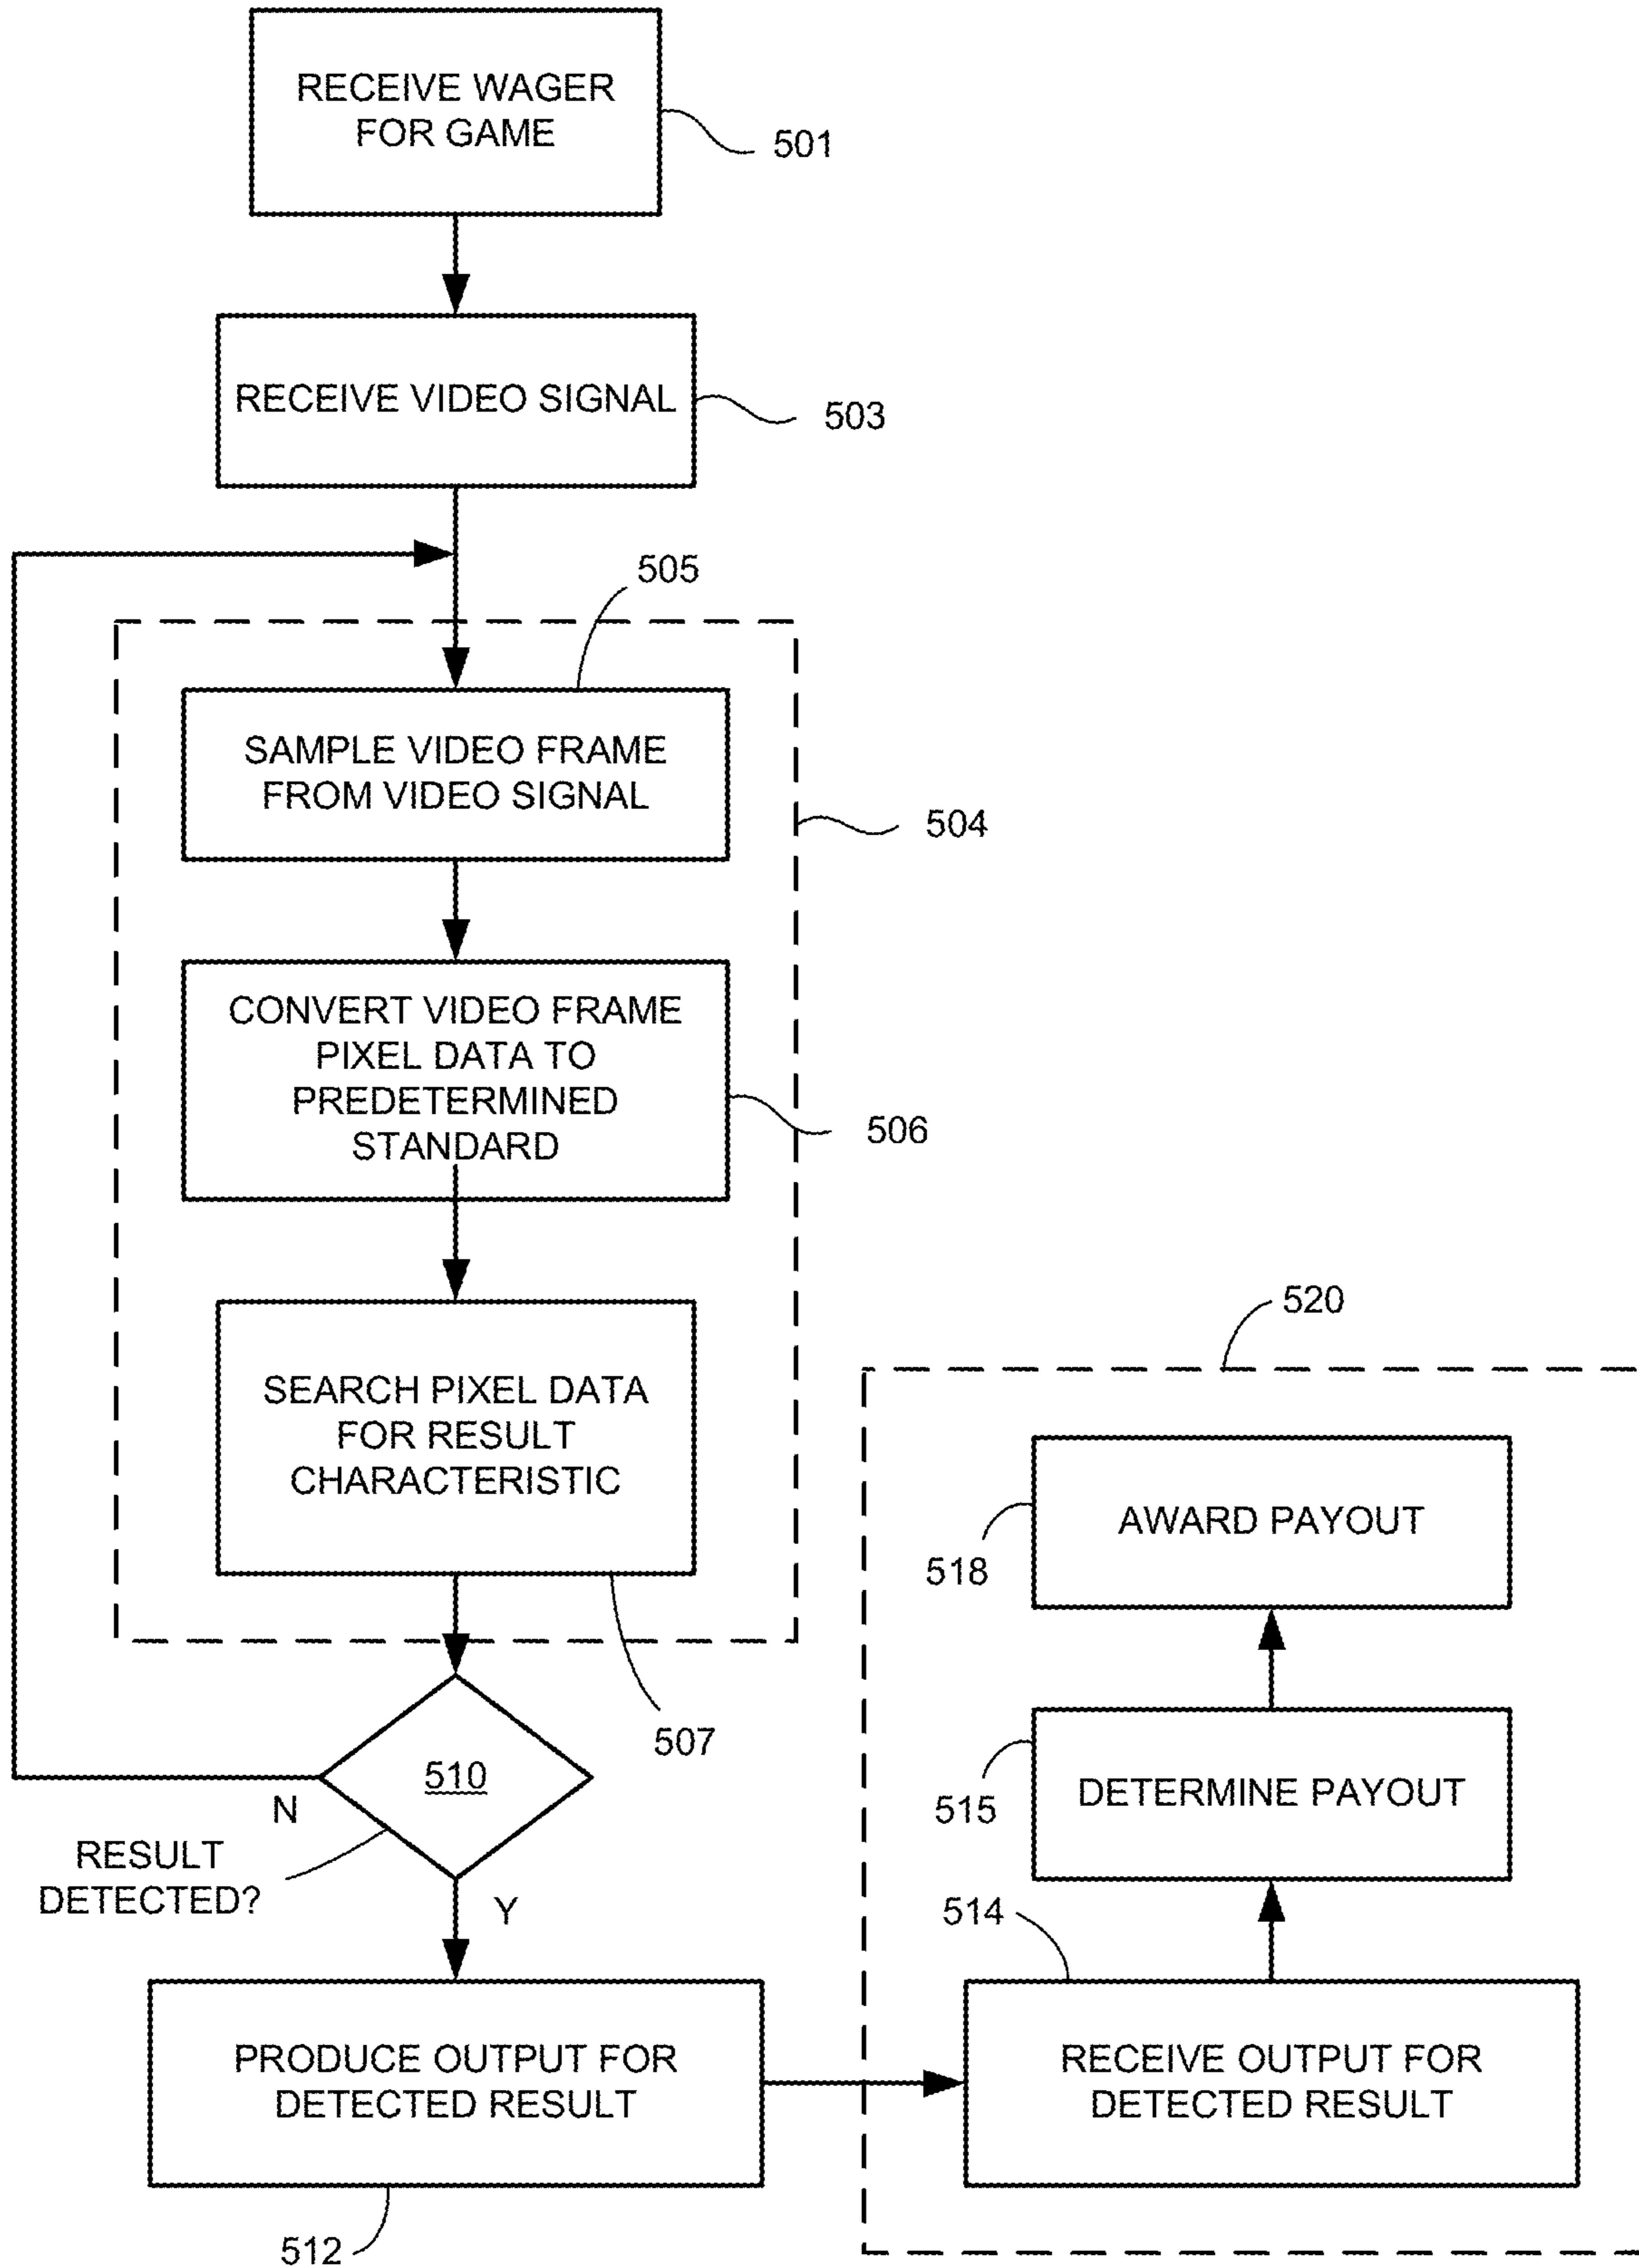 RECEIVE WAGER
FOR GAME
501
RECEIVE VIDEO SIGNAL
503
505
SAMPLE VIDEO FRAME
FROM VIDEO SIGNAL
504
CONVERT VIDEO FRAME
PIXEL DATA TO
PREDETERMINED
STANDARD
506
SEARCH PIXEL DATA
FOR RESULT
CHARACTERISTIC
507
510
N
RESULT
DETECTED?
Y
PRODUCE OUTPUT FOR
DETECTED RESULT
512
520
AWARD PAYOUT
518
DETERMINE PAYOUT
515
514
RECEIVE OUTPUT FOR
DETECTED RESULT